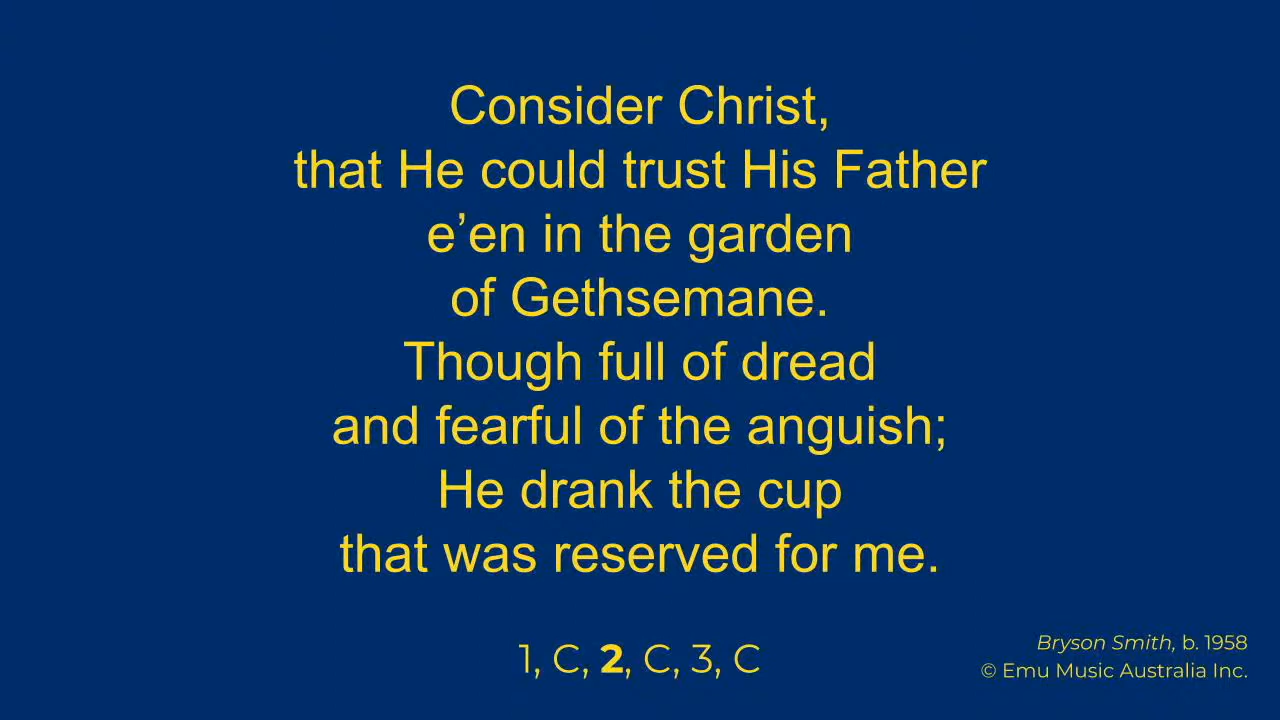 Consider Christ,
that He could trust His Father
e’en in the garden
of Gethsemane.
Though full of dread
and fearful of the anguish;
He drank the cup
that was reserved for me.
1, C, 2, C, 3, C
Bryson Smith, b. 1958
© Emu Music Australia Inc.